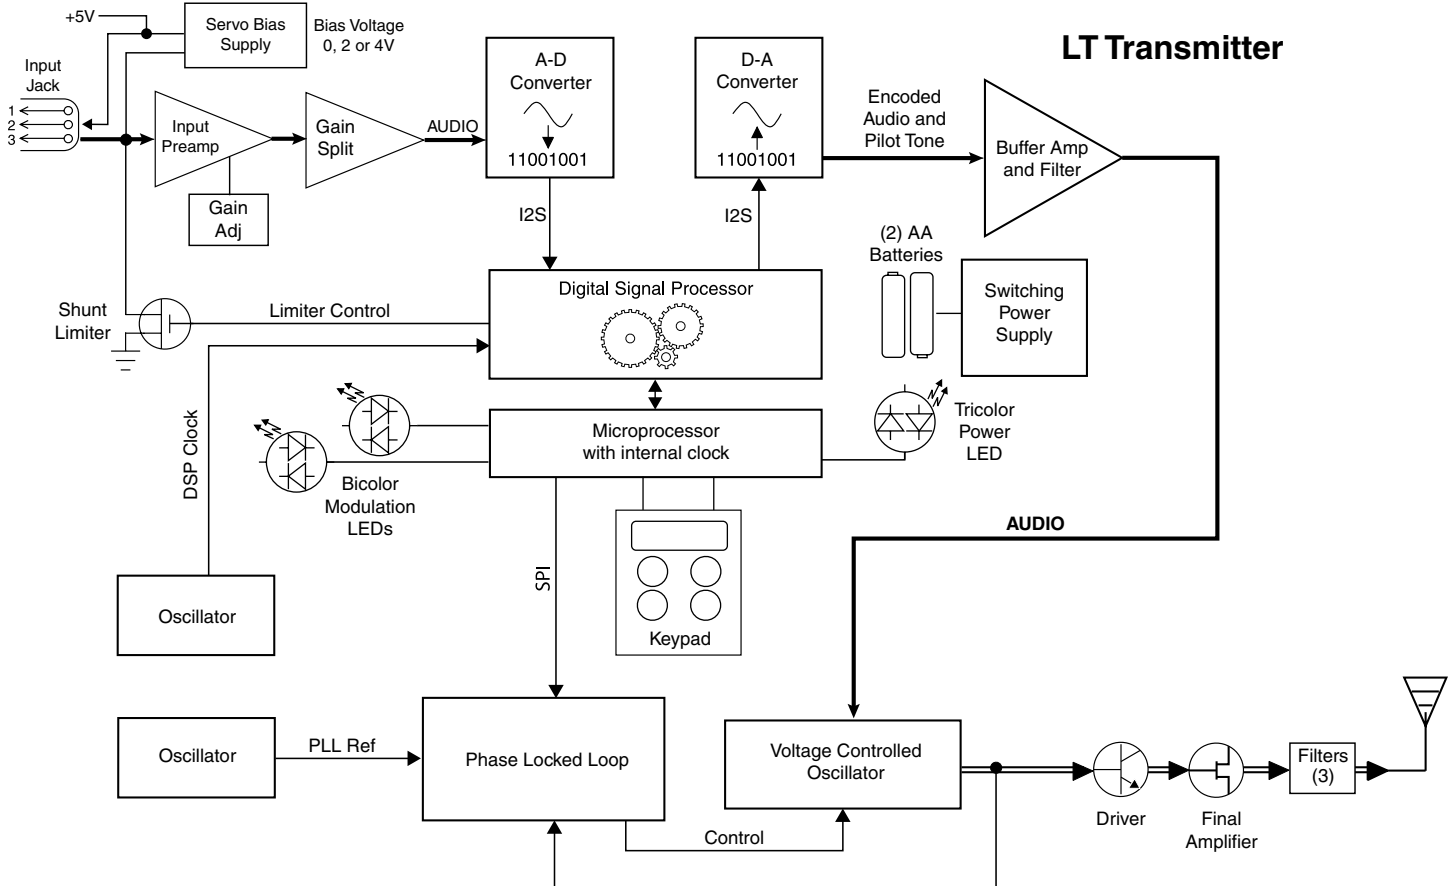 LT Transmitter
+5V
Servo Bias
Supply
Bias Voltage
0, 2 or 4V
Input
Jack
1
2
3
Input
Preamp
Gain
Split
Gain
Adj
AUDIO
A-D
Converter
11001001
D-A
Converter
11001001
Encoded
Audio and
Pilot Tone
Buffer Amp
and Filter
I2S
I2S
(2) AA
Batteries
Switching
Power
Supply
Digital Signal Processor
Shunt
Limiter
Limiter Control
DSP Clock
Microprocessor
with internal clock
Tricolor
Power
LED
Bicolor
Modulation
LEDs
AUDIO
SPI
Keypad
Oscillator
Oscillator
PLL Ref
Phase Locked Loop
Voltage Controlled
Oscillator
Control
Driver
Final
Amplifier
Filters
(3)